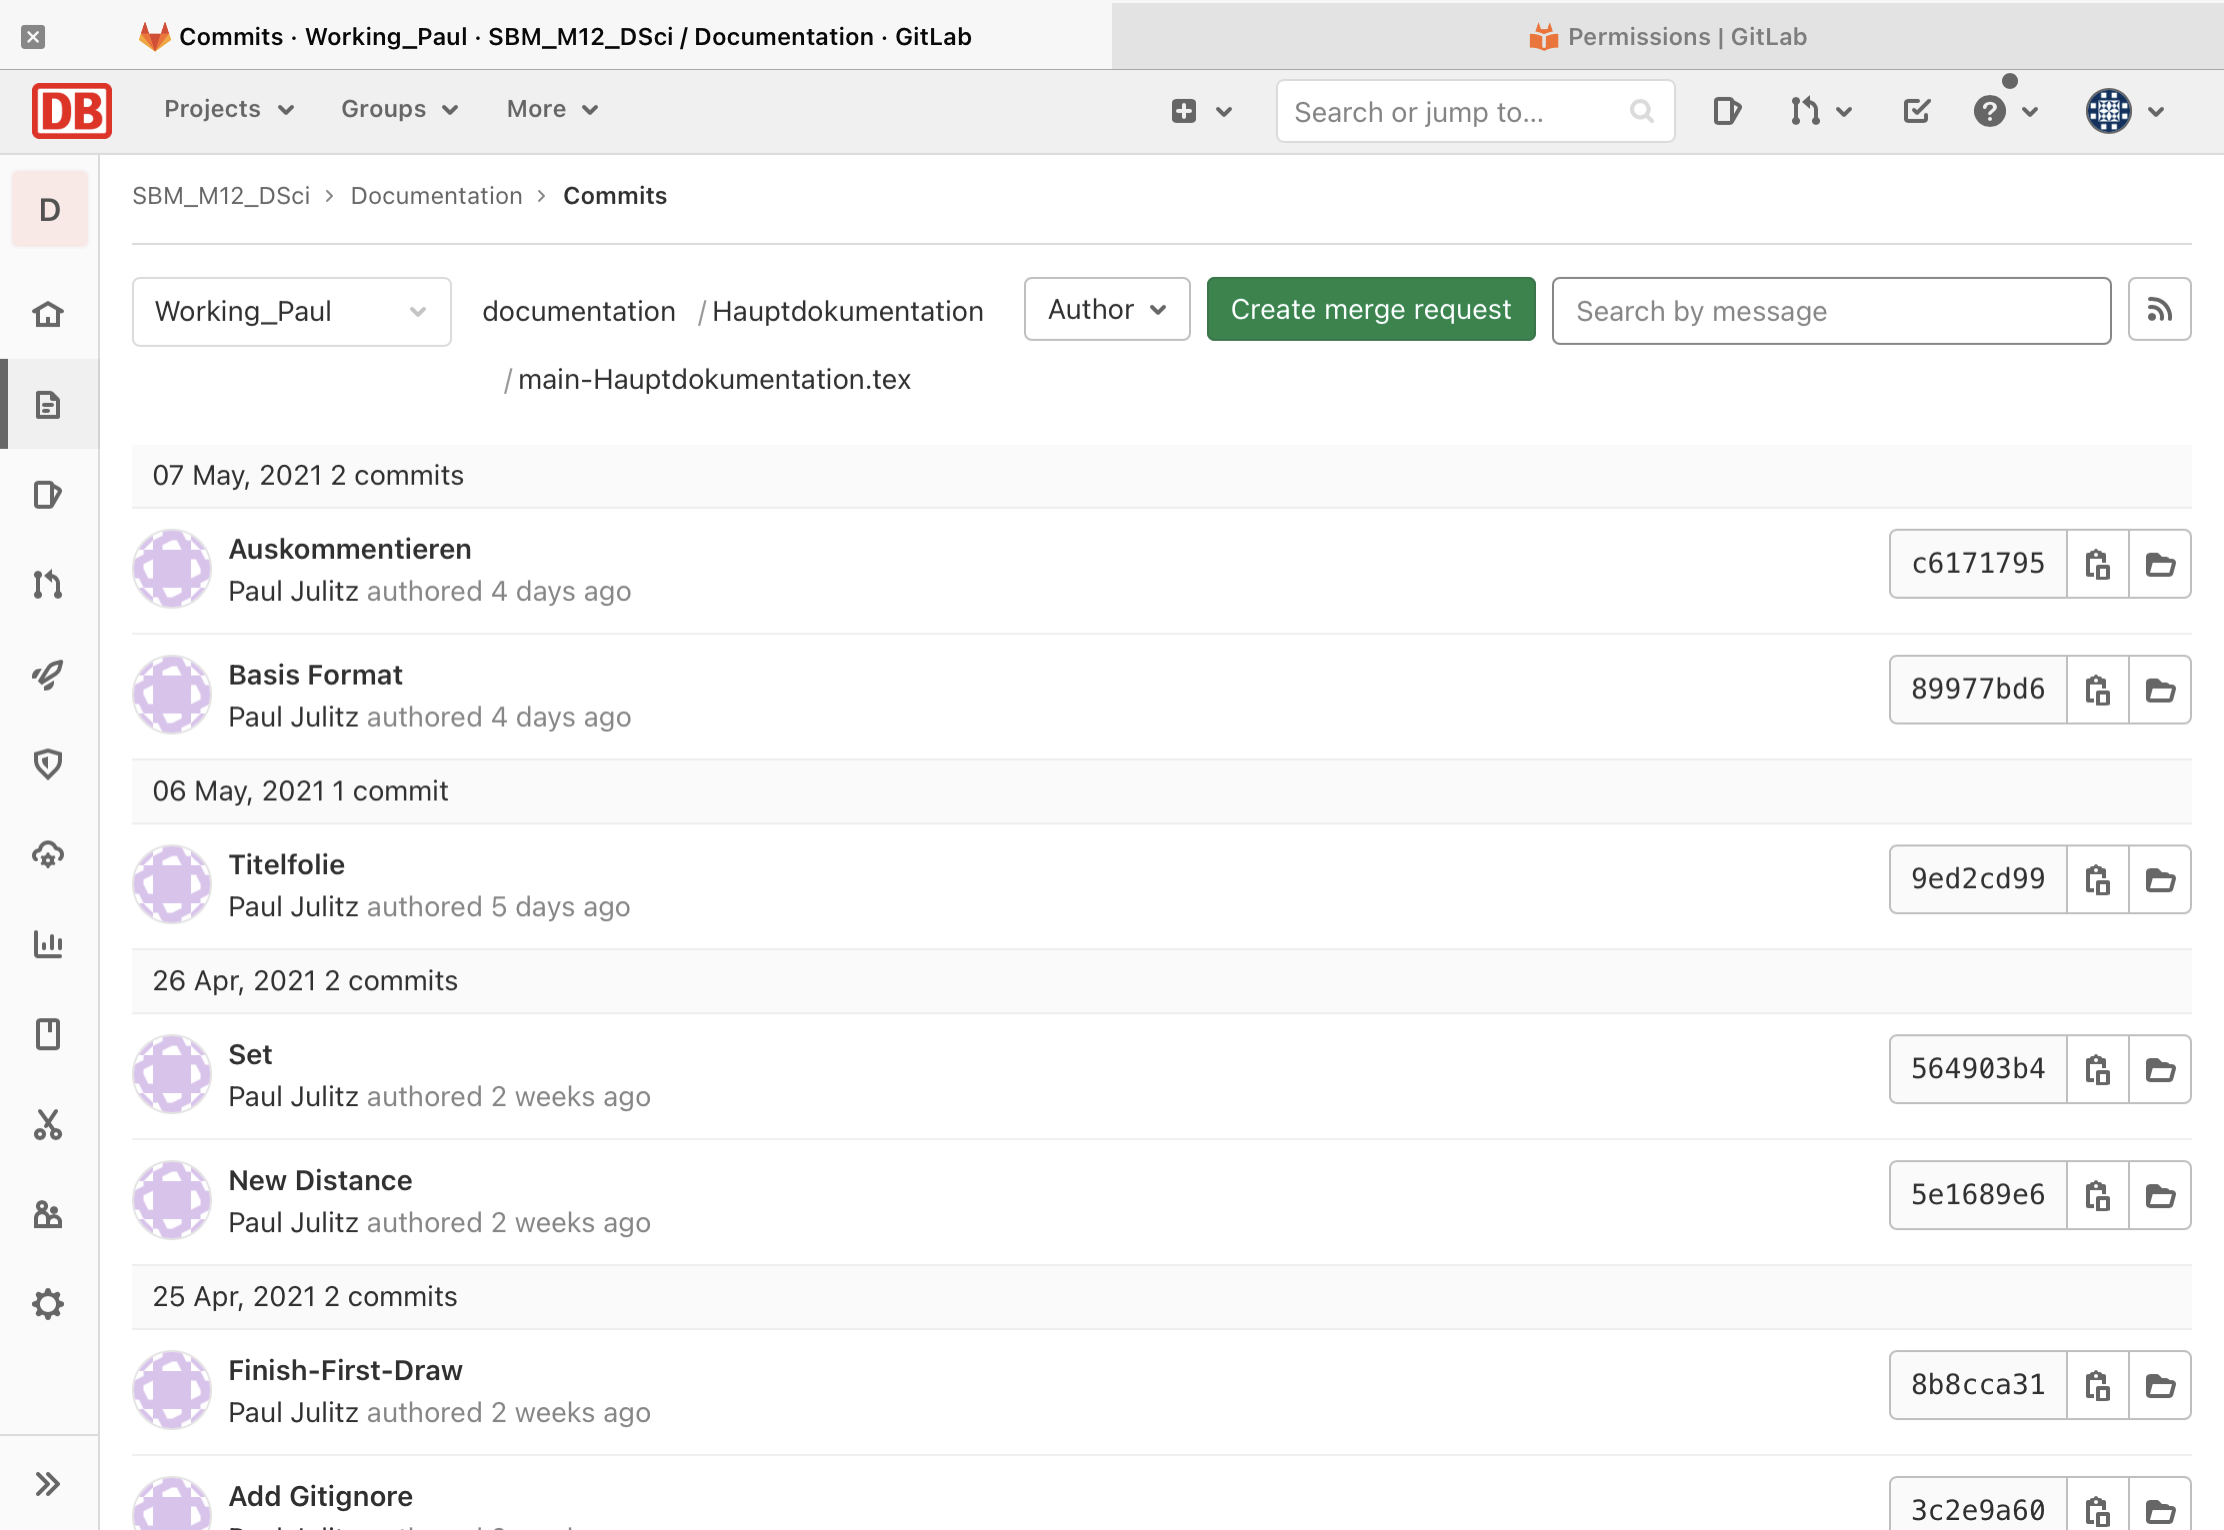 Commits · Working_Paul · SBM_M12_DSci / Documentation · GitLab
Permissions | GitLab
DB
Projects
Groups
More
Search or jump to...
D
SBM_M12_DSci › Documentation › Commits
Working_Paul
documentation / Hauptdokumentation
/ main-Hauptdokumentation.tex
Author
Create merge request
Search by message
07 May, 2021 2 commits
Auskommentieren
Paul Julitz authored 4 days ago
c6171795
Basis Format
Paul Julitz authored 4 days ago
89977bd6
06 May, 2021 1 commit
Titelfolie
Paul Julitz authored 5 days ago
9ed2cd99
26 Apr, 2021 2 commits
Set
Paul Julitz authored 2 weeks ago
564903b4
New Distance
Paul Julitz authored 2 weeks ago
5e1689e6
25 Apr, 2021 2 commits
Finish-First-Draw
Paul Julitz authored 2 weeks ago
8b8cca31
Add Gitignore
3c2e9a60